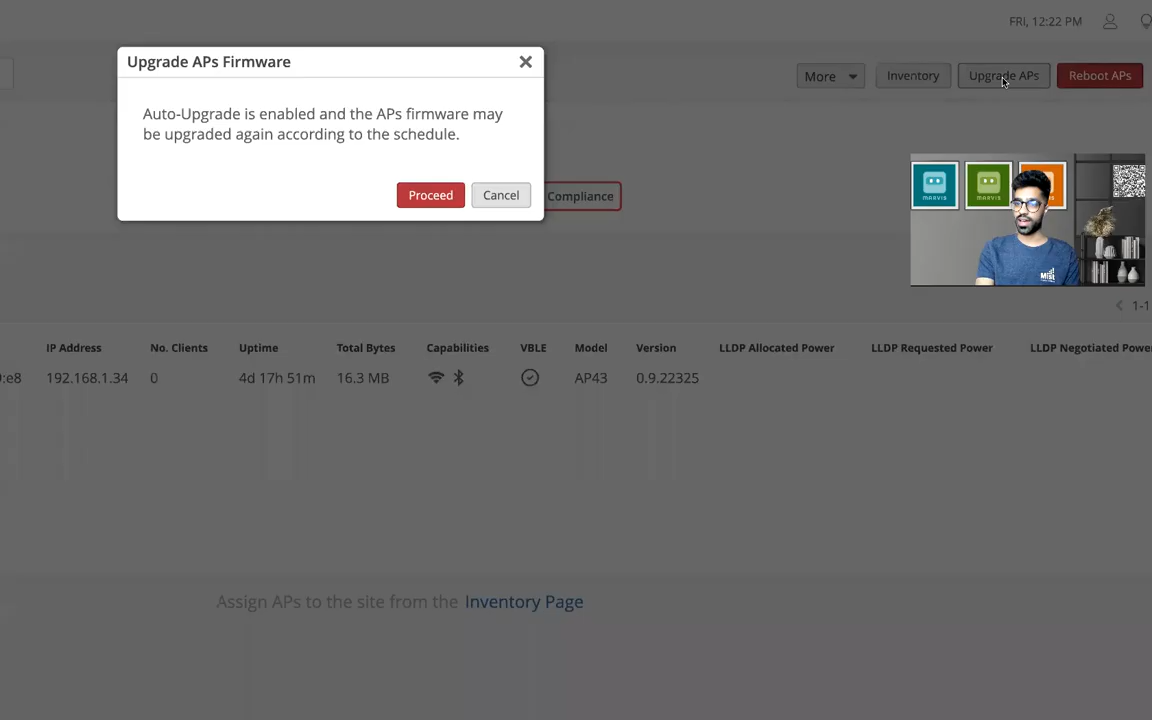 FRI, 12:22 PM
Upgrade APs Firmware
More
Inventory
Upgrade APs
Reboot APs
Auto-Upgrade is enabled and the APs firmware may
be upgraded again according to the schedule.
Proceed
Cancel
Compliance
MARVIS
MARVIS
Mist
1-1
IP Address
No. Clients
Uptime
Total Bytes
Capabilities
VBLE
Model
Version
LLDP Allocated Power
LLDP Requested Power
LLDP Negotiated Power
:e8
192.168.1.34
0
4d 17h 51m
16.3 MB
AP43
0.9.22325
Assign APs to the site from the Inventory Page